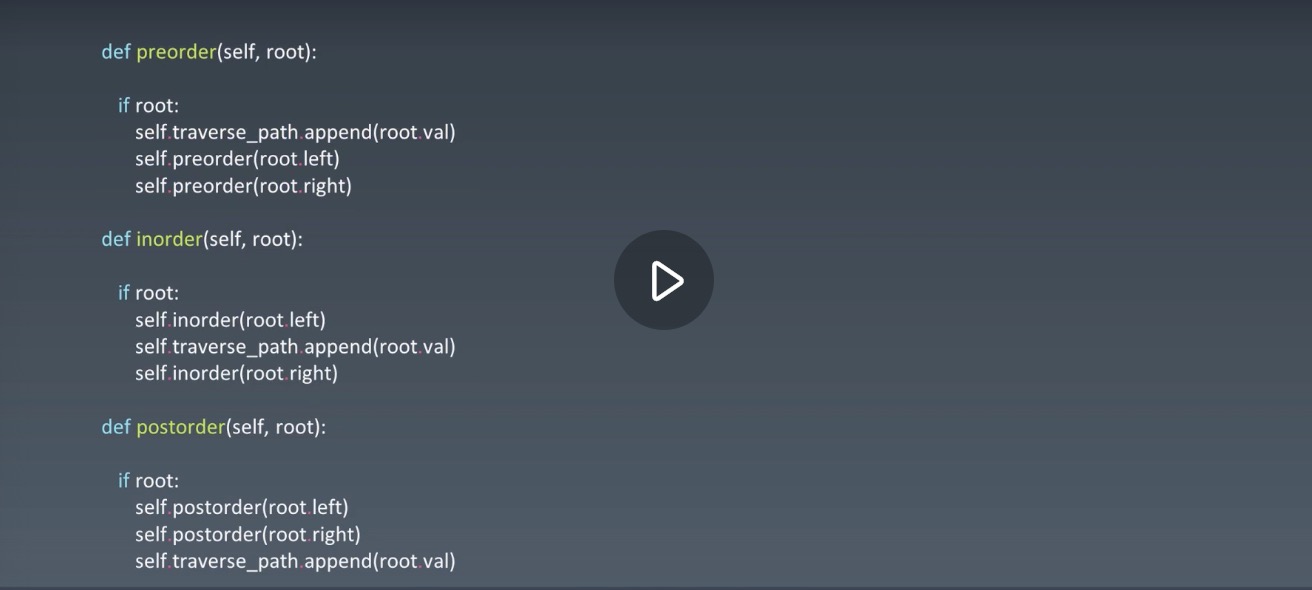 def preorder(self, root):
if root:
self.traverse_path.append(root.val)
self.preorder(root.left)
self.preorder(root.right)
def inorder(self, root):
if root:
self.inorder(root.left)
self.traverse_path.append(root.val)
self.inorder(root.right)
def postorder(self, root):
if root:
self.postorder(root.left)
self.postorder(root.right)
self.traverse_path.append(root.val)